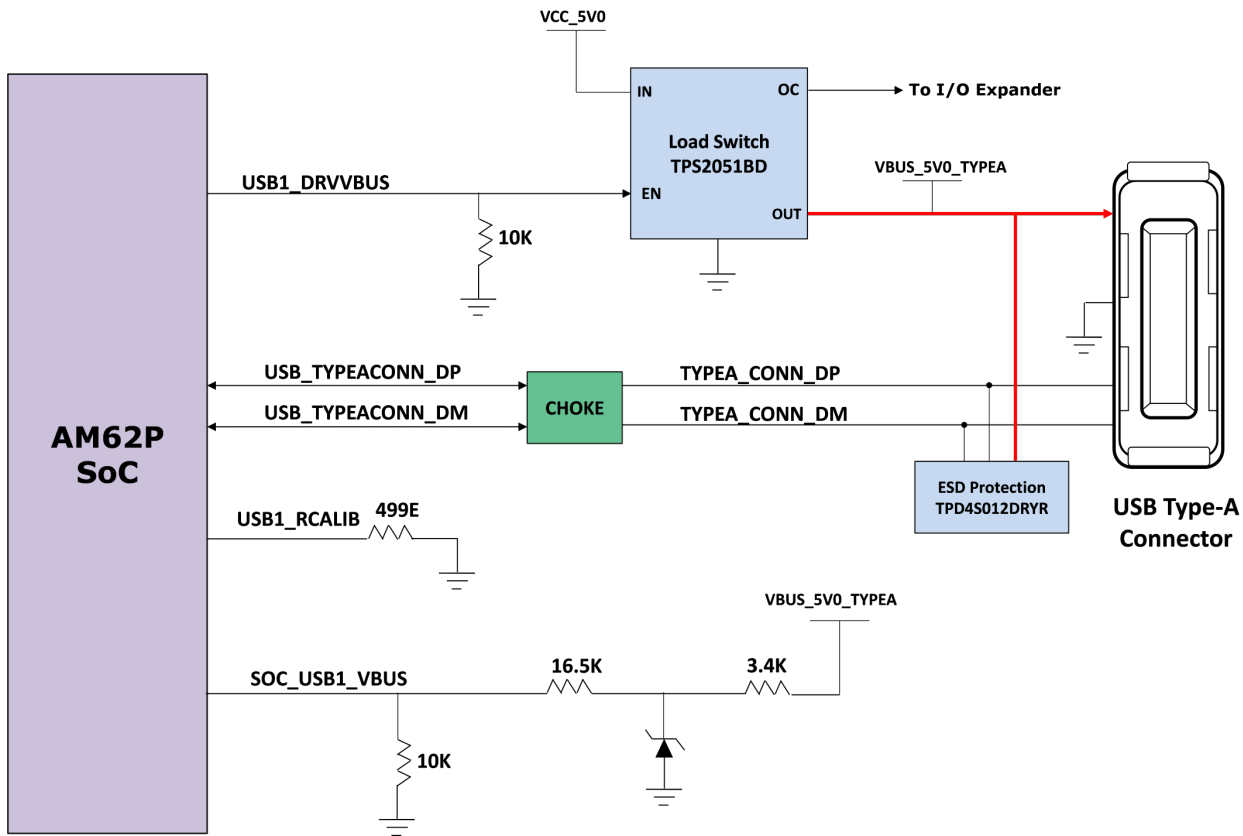 VCC_5V0
IN
OC
To I/O Expander
Load Switch
TPS2051BD
VBUS_5V0_TYPEA
USB1_DRVVBUS
EN
OUT
10K
USB_TYPEACONN_DP
TYPEA_CONN_DP
CHOKE
USB_TYPEACONN_DM
TYPEA_CONN_DM
AM62P
SoC
ESD Protection
TPD4S012DRYR
USB Type-A
Connector
USB1_RCALIB
499E
VBUS_5V0_TYPEA
SOC_USB1_VBUS
16.5K
3.4K
10K